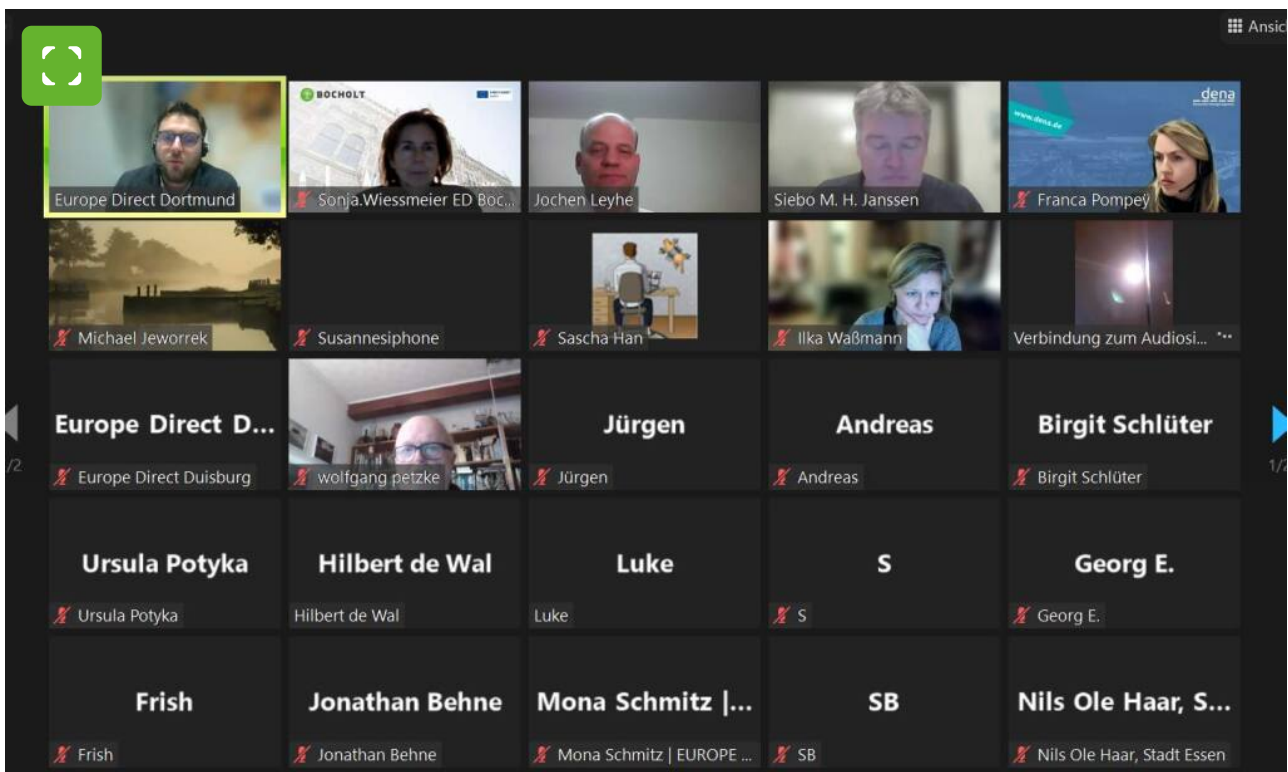 Ansic
BOCHOLT
Europe Direct Dortmund
Sonja.Wiessmeier ED Boc...
Jochen Leyhe
Siebo M. H. Janssen
dena
www.dena.de
Franca Pompeÿ
Michael Jeworrek
Susannesiphone
Sascha Han
Ilka Waßmann
Verbindung zum Audiosi...
Europe Direct D...
Europe Direct Duisburg
wolfgang petzke
Jürgen
Jürgen
Andreas
Andreas
Birgit Schlüter
Birgit Schlüter
/2
1/2
Ursula Potyka
Ursula Potyka
Hilbert de Wal
Hilbert de Wal
Luke
Luke
S
S
Georg E.
Georg E.
Frish
Frish
Jonathan Behne
Jonathan Behne
Mona Schmitz |...
Mona Schmitz | EUROPE ...
SB
SB
Nils Ole Haar, S...
Nils Ole Haar, Stadt Essen